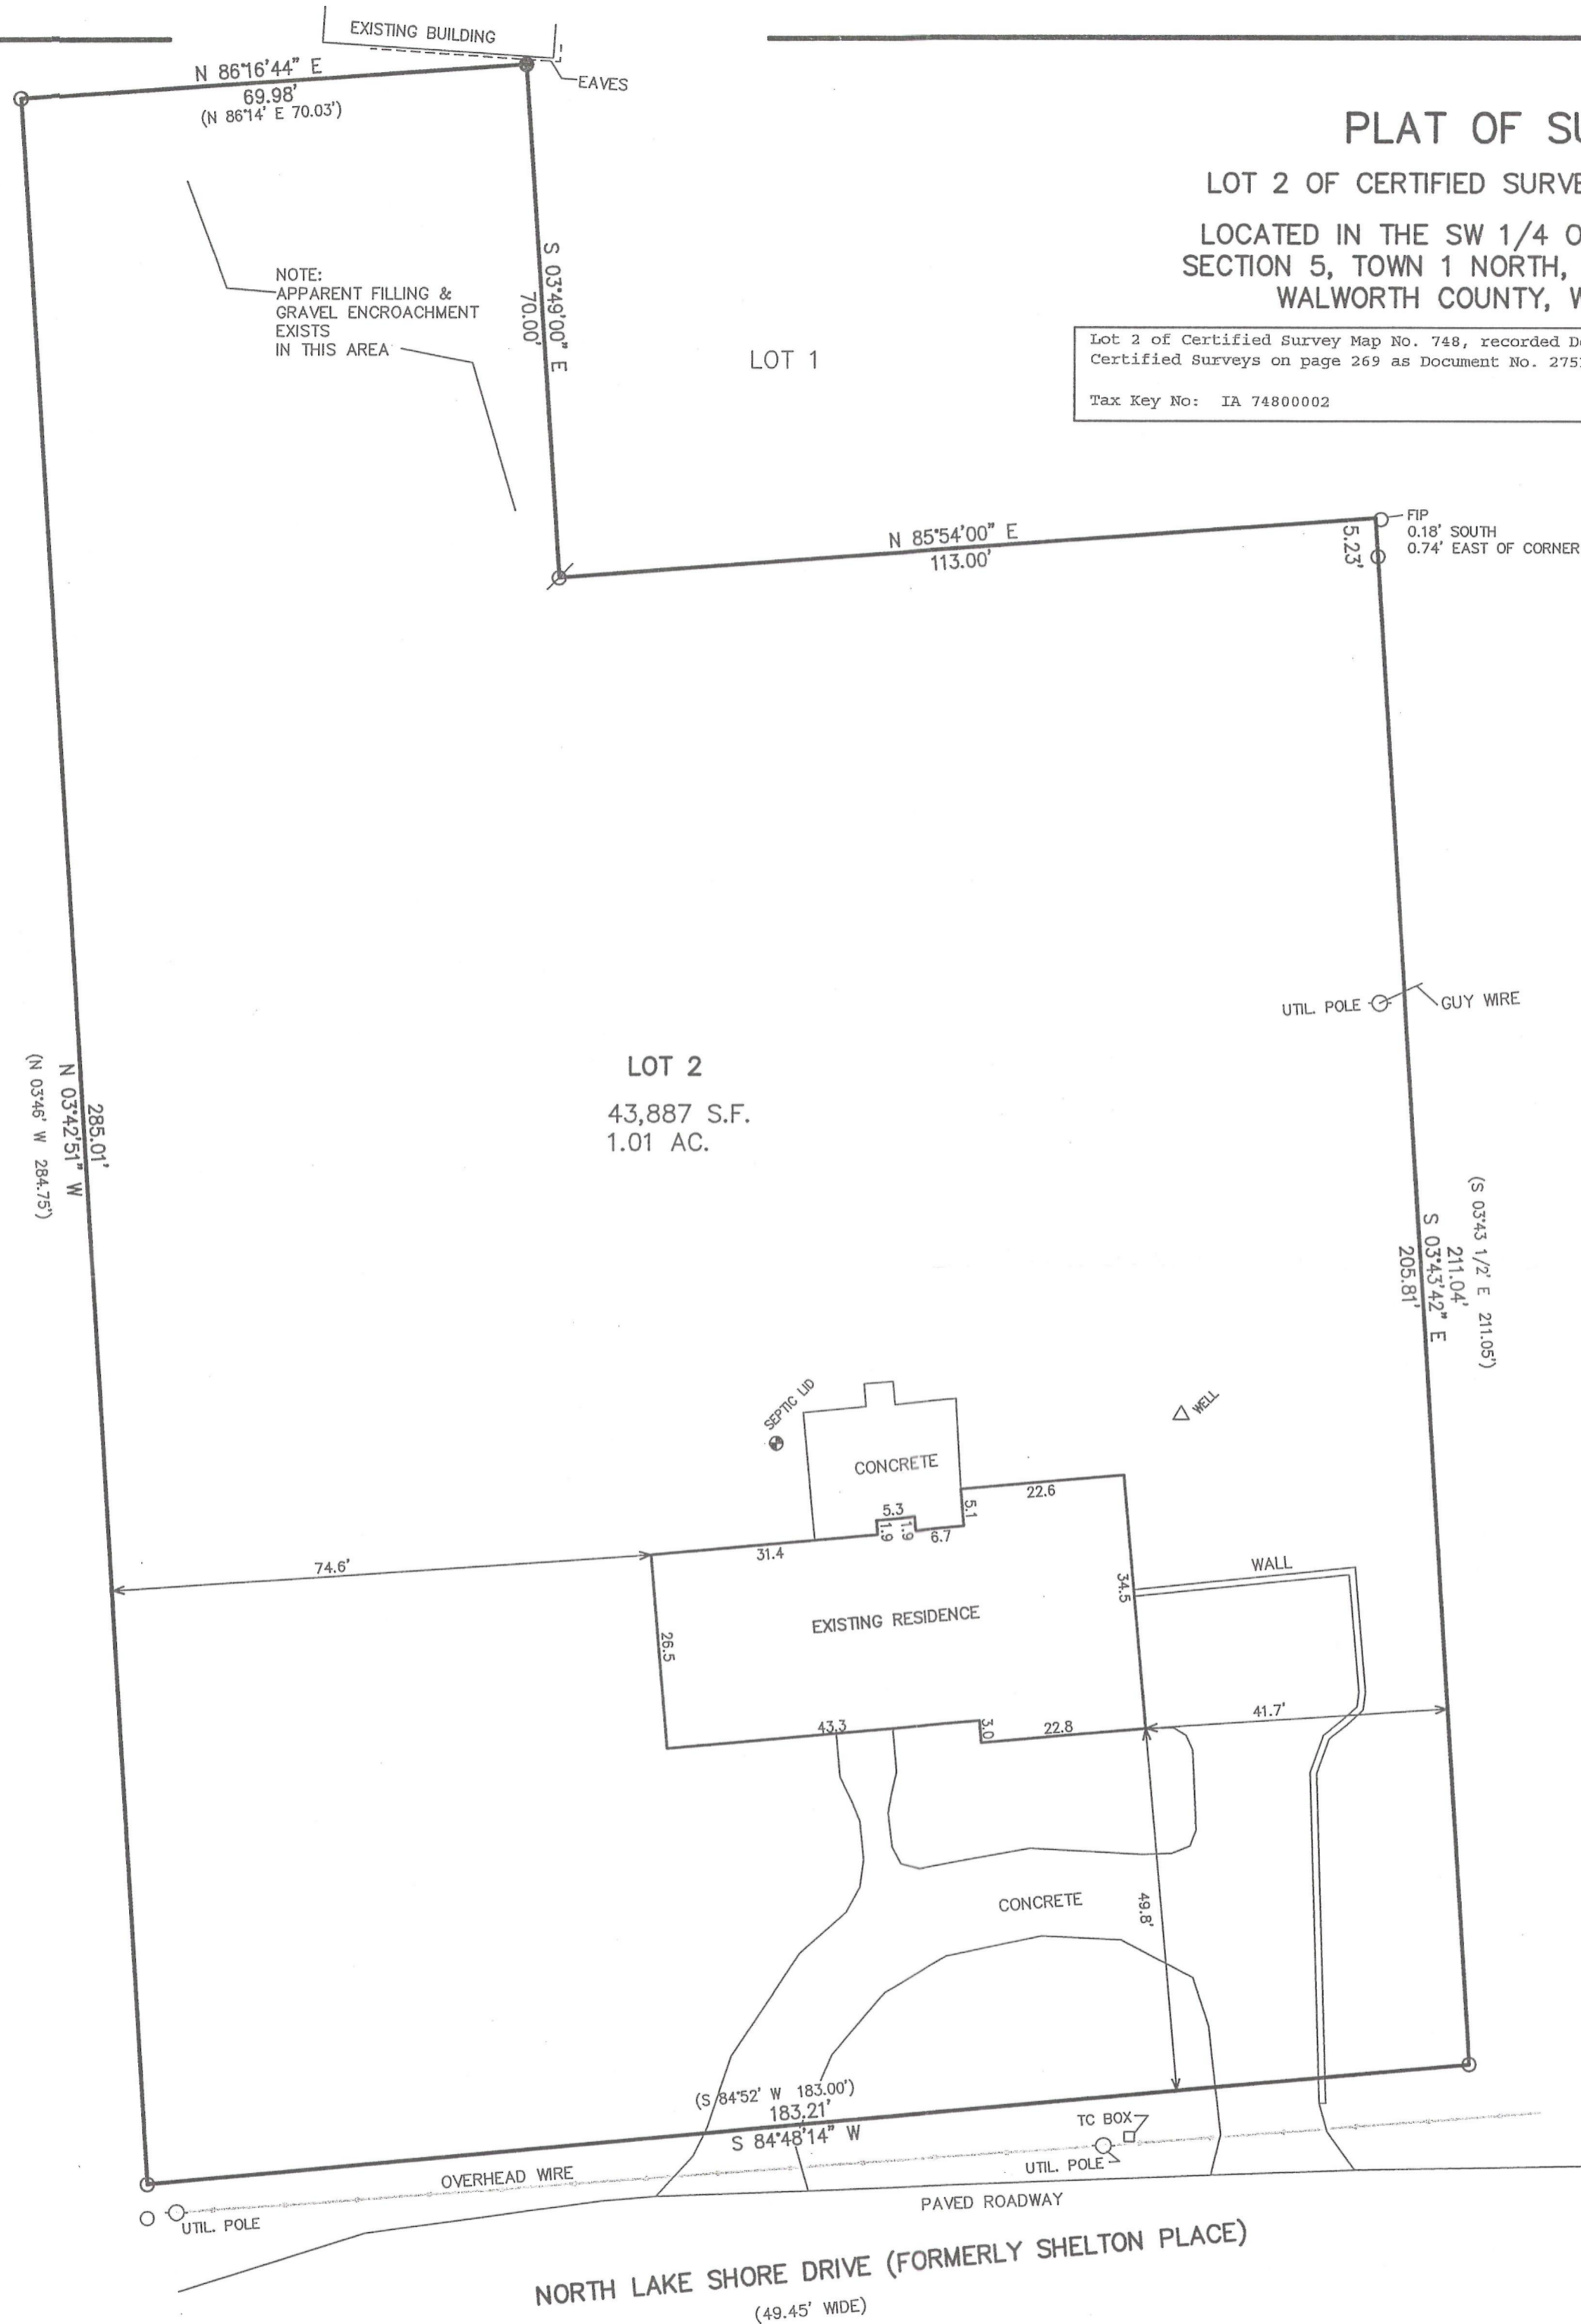 EXISTING BUILDING
EAVES
N 86°16'44" E
69.98'
(N 86°14' E 70.03')
PLAT OF SU
LOT 2 OF CERTIFIED SURVE
LOCATED IN THE SW 1/4 O
SECTION 5, TOWN 1 NORTH,
WALWORTH COUNTY, W
Lot 2 of Certified Survey Map No. 748, recorded De
Certified Surveys on page 269 as Document No. 275
Tax Key No: IA 74800002
NOTE:
APPARENT FILLING &
GRAVEL ENCROACHMENT
EXISTS
IN THIS AREA
S 03°49'00" E
70.00'
LOT 1
N 85°54'00" E
113.00'
5.23'
FIP
0.18' SOUTH
0.74' EAST OF CORNER
UTIL. POLE
GUY WIRE
LOT 2
43,887 S.F.
1.01 AC.
285.01'
N 03°42'51" W
(N 03°46' W 284.75')
(S 03°43 1/2' E 211.05')
211.04'
S 03°43'42" E
205.81'
SEPTIC LID
WELL
CONCRETE
22.6
5.3
5.1
1.9
1.9
6.7
31.4
74.6'
WALL
34.5
EXISTING RESIDENCE
26.5
43.3
3.0
22.8
41.7'
CONCRETE
49.8'
(S 84°52' W 183.00')
183.21'
S 84°48'14" W
TC BOX
UTIL. POLE
OVERHEAD WIRE
UTIL. POLE
PAVED ROADWAY
NORTH LAKE SHORE DRIVE (FORMERLY SHELTON PLACE)
(49.45' WIDE)